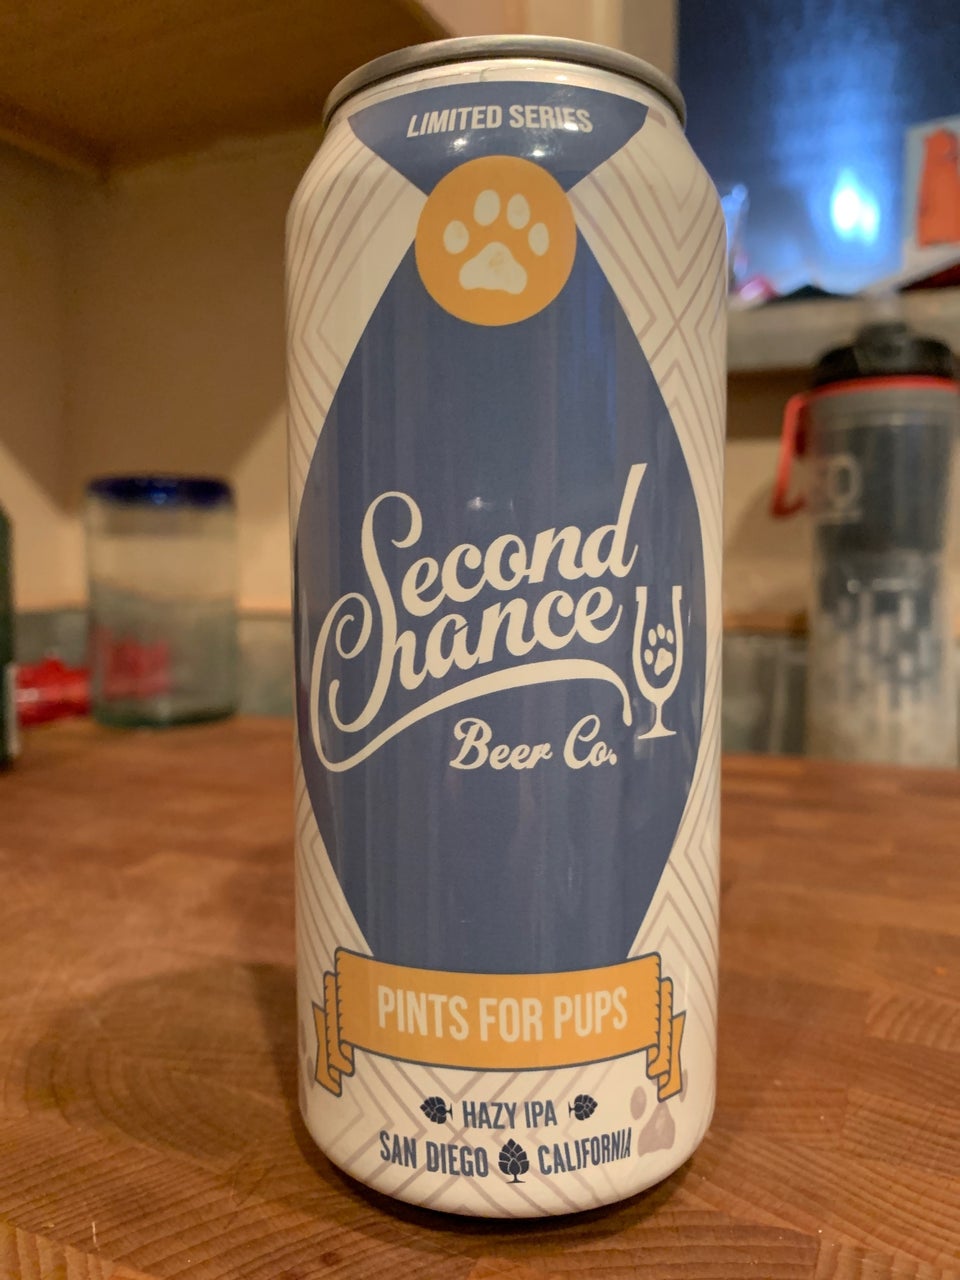 LIMITED SERIES
Second
Chance
Beer Co.
PINTS FOR PUPS
HAZY IPA
SAN DIEGO CALIFORNIA